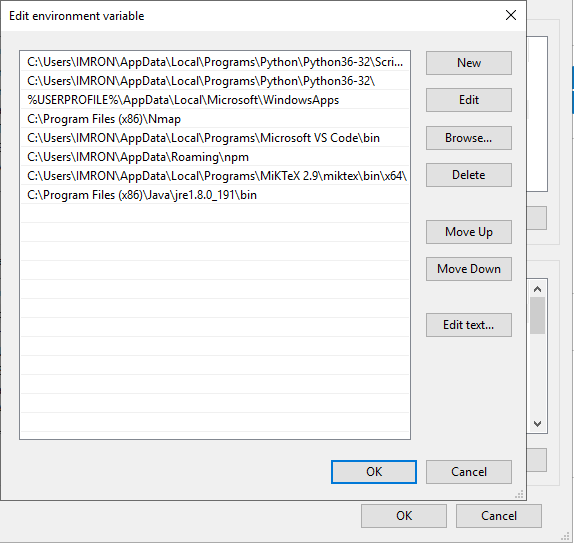 Edit environment variable
C:\Users\IMRON\AppData\Local\Programs\Python\Python36-32\Scri...
C:\Users\IMRON\AppData\Local\Programs\Python\Python36-32\
%USERPROFILE%\AppData\Local\Microsoft\WindowsApps
C:\Program Files (x86)\Nmap
C:\Users\IMRON\AppData\Local\Programs\Microsoft VS Code\bin
C:\Users\IMRON\AppData\Roaming\npm
C:\Users\IMRON\AppData\Local\Programs\MiKTeX 2.9\miktex\bin\x64\
C:\Program Files (x86)\Java\jre1.8.0_191\bin
New
Edit
Browse...
Delete
Move Up
Move Down
Edit text...
OK
Cancel
OK
Cancel